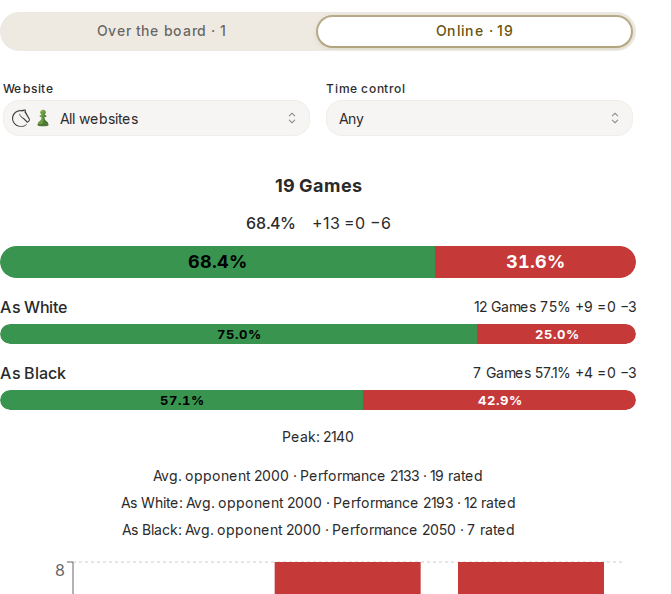 Over the board · 1 Online · 19
Website Time control
All websites Any
19 Games
68.4% +13 =0 −6
68.4% 31.6%
As White 12 Games 75% +9 =0 −3
75.0% 25.0%
As Black 7 Games 57.1% +4 =0 −3
57.1% 42.9%
Peak: 2140
Avg. opponent 2000 · Performance 2133 · 19 rated
As White: Avg. opponent 2000 · Performance 2193 · 12 rated
As Black: Avg. opponent 2000 · Performance 2050 · 7 rated
8